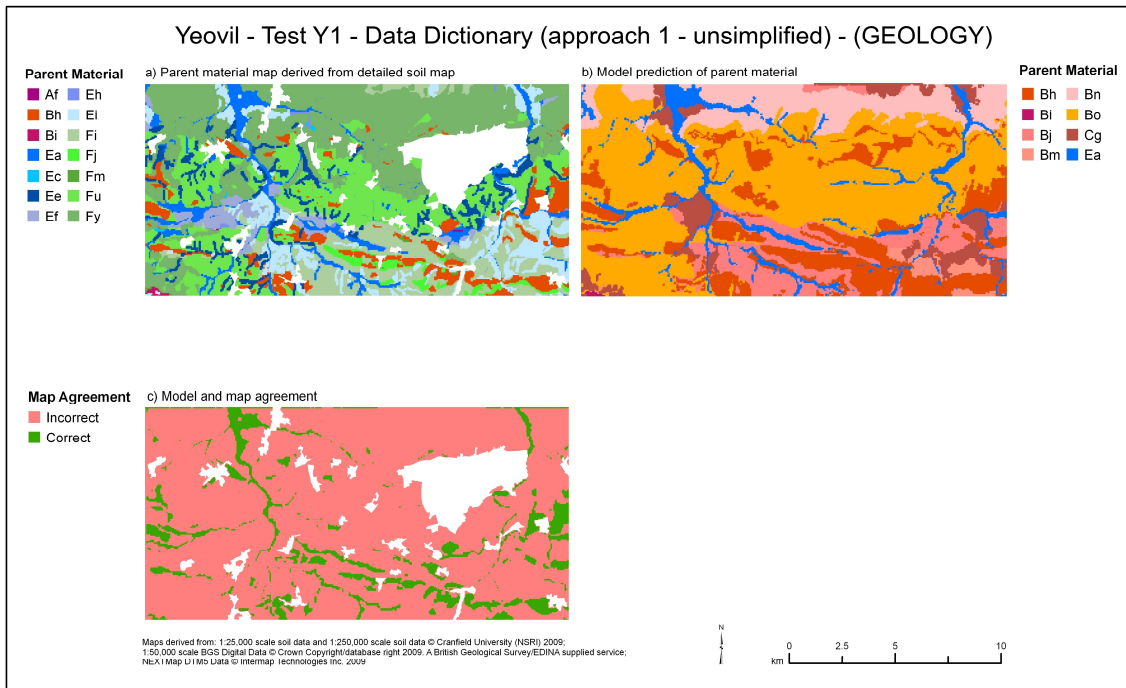 Yeovil - Test Y1 - Data Dictionary (approach 1 - unsimplified) - (GEOLOGY)
Parent Material
Af Eh
Bh Ei
Bi Fi
Ea Fj
Ec Fm
Ee Fu
Ef Fy
a) Parent material map derived from detailed soil map
b) Model prediction of parent material
Parent Material
Bh Bn
Bi Bo
Bj Cg
Bm Ea
Map Agreement
Incorrect
Correct
c) Model and map agreement
Maps derived from: 1:25,000 scale soil data and 1:250,000 scale soil data © Cranfield University (NSRI) 2009;
1:50,000 scale BGS Digital Data © Crown Copyright/database right 2009. A British Geological Survey/EDINA supplied service;
NEXTMap DTM5 Data © Intermap Technologies Inc. 2009
N
0 2.5 5 10
km